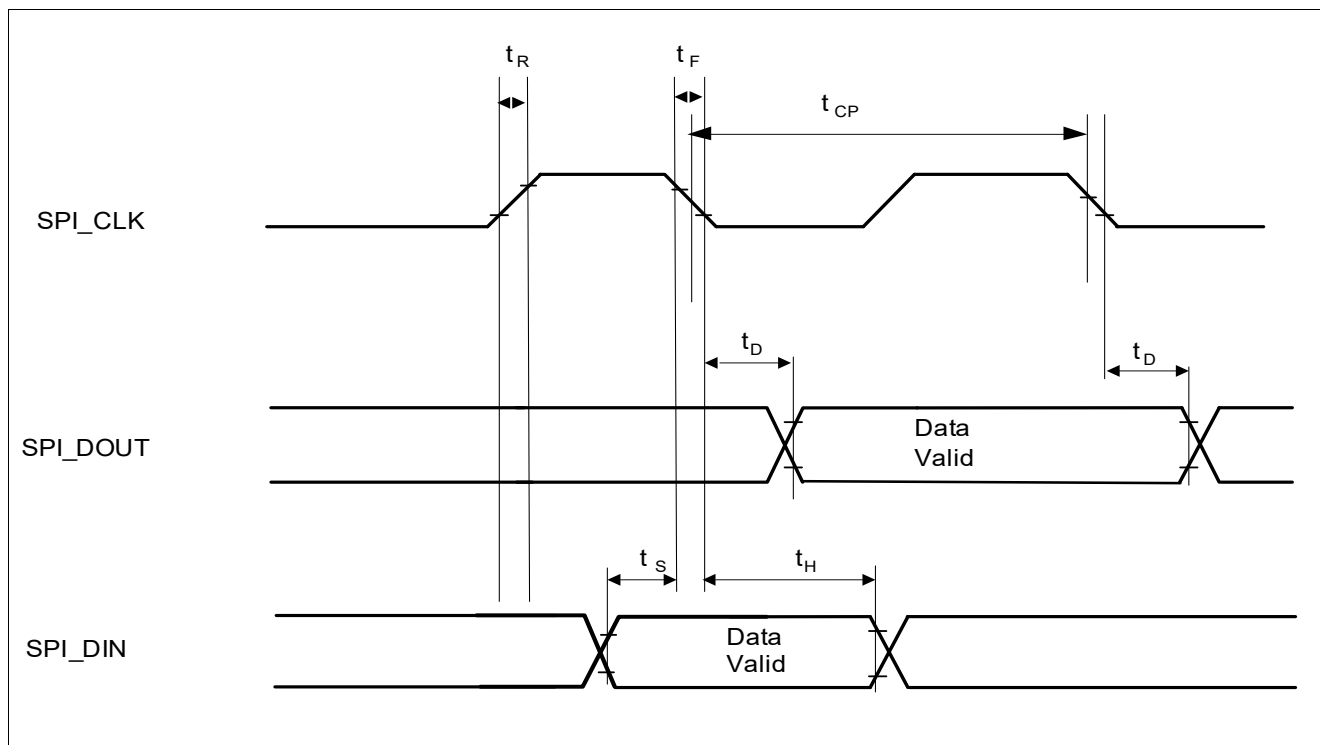 t R
t F
t CP
SPI_CLK
t D
t D
SPI_DOUT
Data
Valid
t S
t H
SPI_DIN
Data
Valid